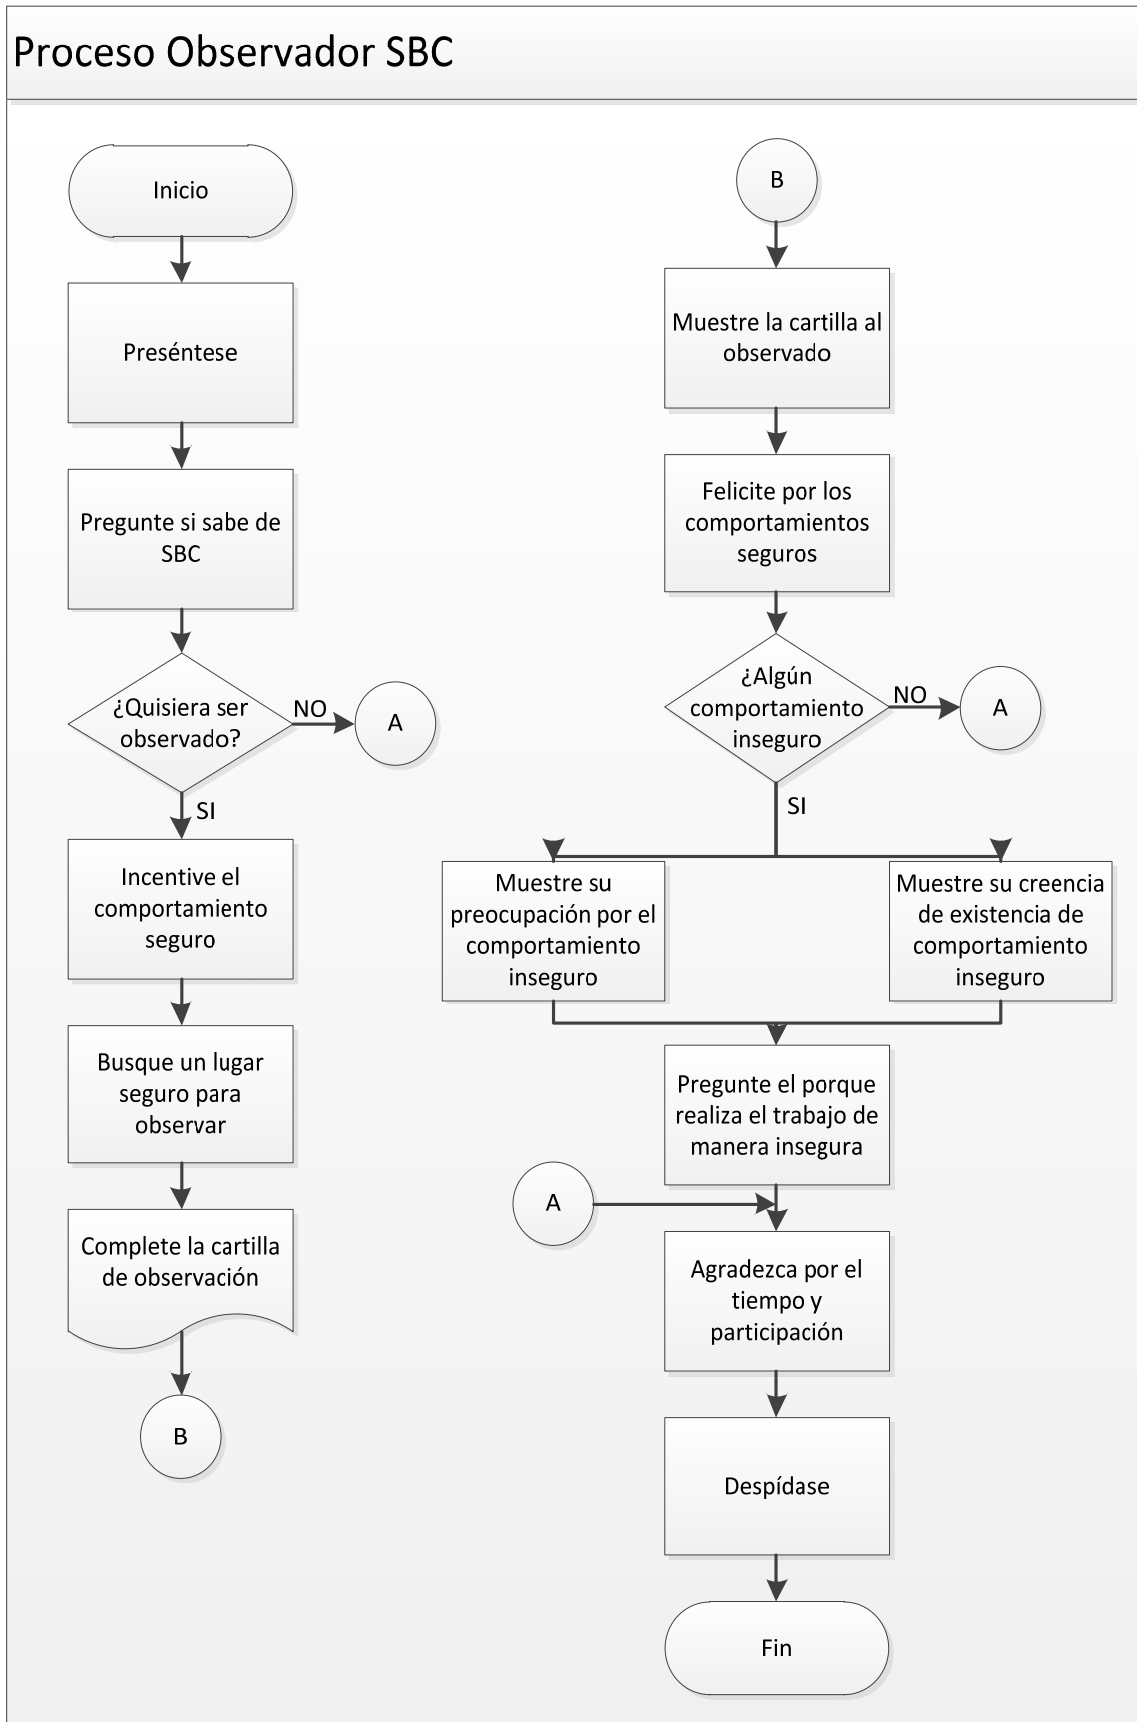 Proceso Observador SBC
Inicio
Preséntese
Pregunte si sabe de
SBC
¿Quisiera ser
observado?
NO
A
SI
Incentive el
comportamiento
seguro
Busque un lugar
seguro para
observar
Complete la cartilla
de observación
B
B
Muestre la cartilla al
observado
Felicite por los
comportamientos
seguros
¿Algún
comportamiento
inseguro
NO
A
SI
Muestre su
preocupación por el
comportamiento
inseguro
Muestre su creencia
de existencia de
comportamiento
inseguro
Pregunte el porque
realiza el trabajo de
manera insegura
A
Agradezca por el
tiempo y
participación
Despídase
Fin